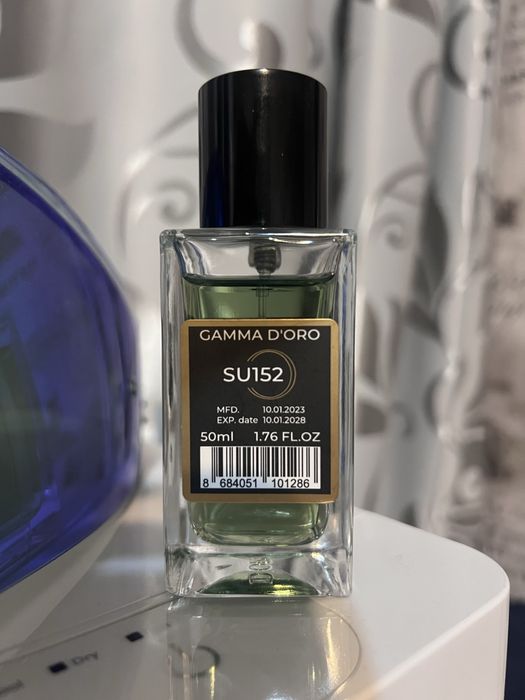 GAMMA D'ORO
SU152
MFD. 10.01.2023
EXP. date 10.01.2028
50ml 1.76 FL.OZ
8 684051 101286
Dry